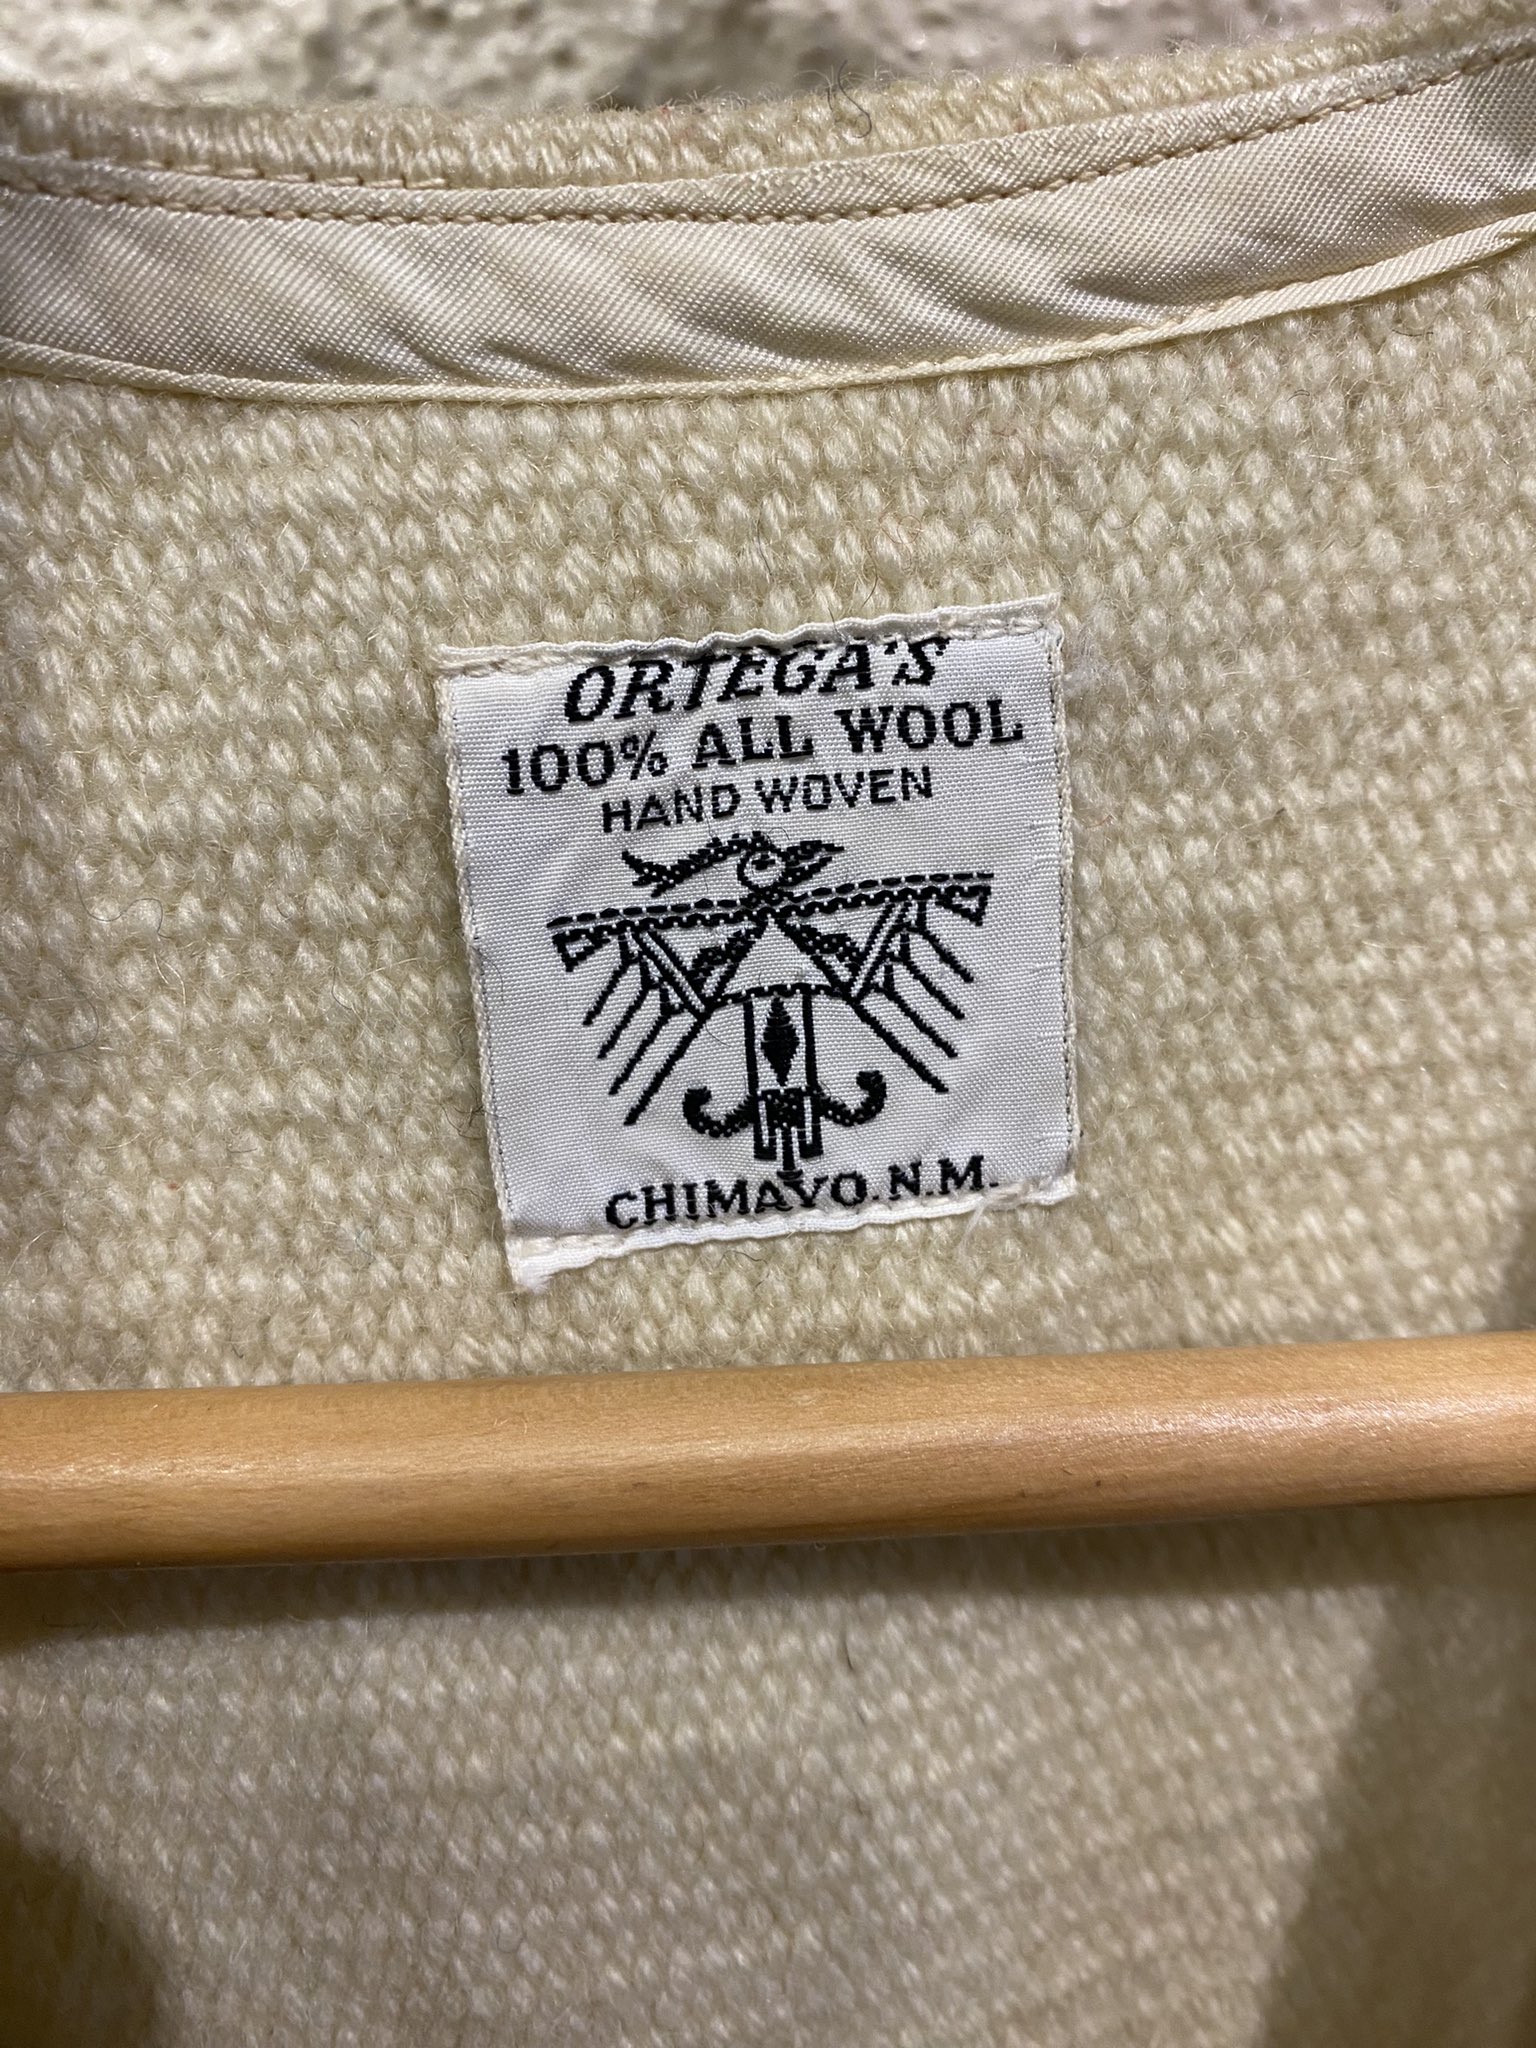 ORTEGA'S
100% ALL WOOL
HAND WOVEN
CHIMAYO. N.M.